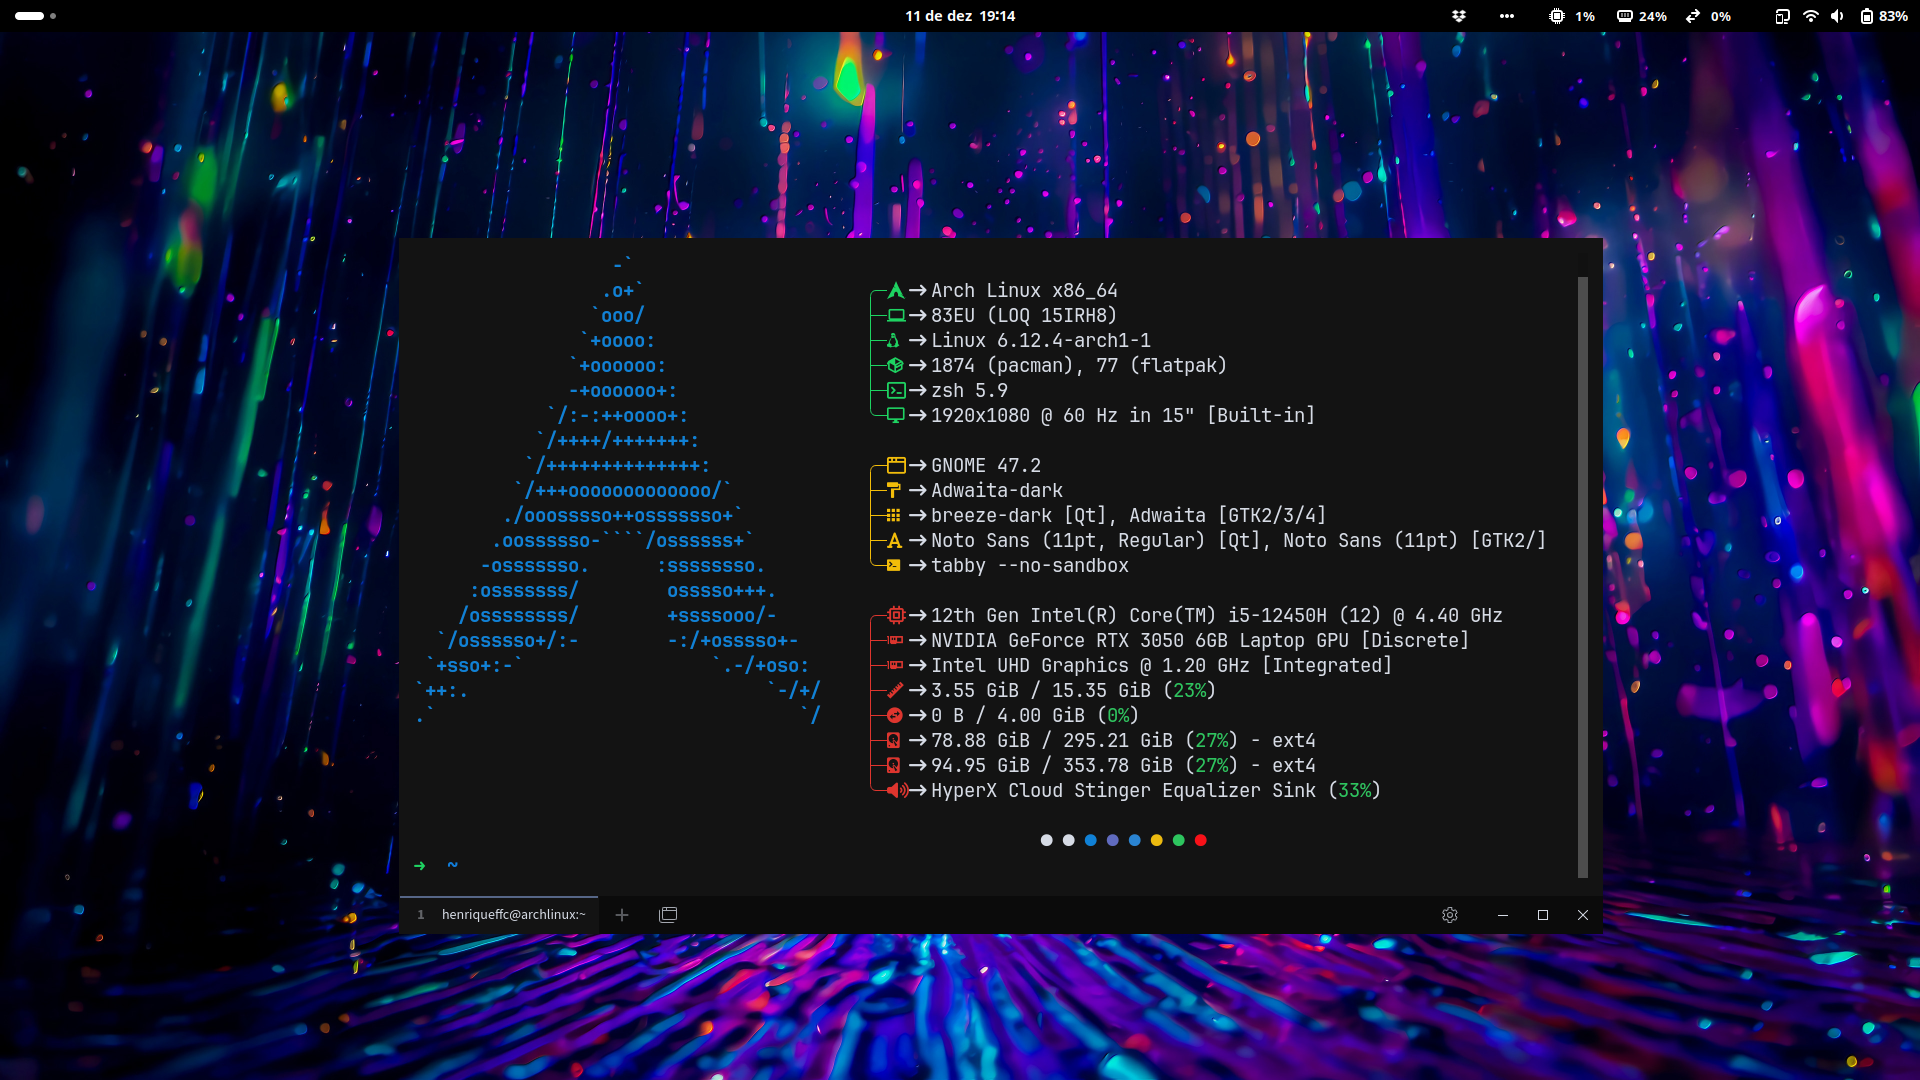 11 de dez 19:14
1% 24% 0% 83%
-`
.o+`
`ooo/
`+oooo:
`+oooooo:
-+oooooo+:
`/:-:++oooo+:
`/++++/+++++++:
`/++++++++++++++:
`/+++ooooooooooooo/`
./ooosssso++osssssso+`
.oossssso-````/ossssss+`
-osssssso. :ssssssso.
:osssssss/ osssso+++.
/ossssssss/ +ssssooo/-
`/ossssso+/:- -:/+osssso+-
`+sso+:-` `.-/+oso:
`++:. `-/+/
.` `/
Arch Linux x86_64
83EU (LOQ 15IRH8)
Linux 6.12.4-arch1-1
1874 (pacman), 77 (flatpak)
zsh 5.9
1920x1080 @ 60 Hz in 15" [Built-in]
GNOME 47.2
Adwaita-dark
breeze-dark [Qt], Adwaita [GTK2/3/4]
Noto Sans (11pt, Regular) [Qt], Noto Sans (11pt) [GTK2/]
tabby --no-sandbox
12th Gen Intel(R) Core(TM) i5-12450H (12) @ 4.40 GHz
NVIDIA GeForce RTX 3050 6GB Laptop GPU [Discrete]
Intel UHD Graphics @ 1.20 GHz [Integrated]
3.55 GiB / 15.35 GiB (23%)
0 B / 4.00 GiB (0%)
78.88 GiB / 295.21 GiB (27%) - ext4
94.95 GiB / 353.78 GiB (27%) - ext4
HyperX Cloud Stinger Equalizer Sink (33%)
➜ ~
1 henriqueffc@archlinux:~